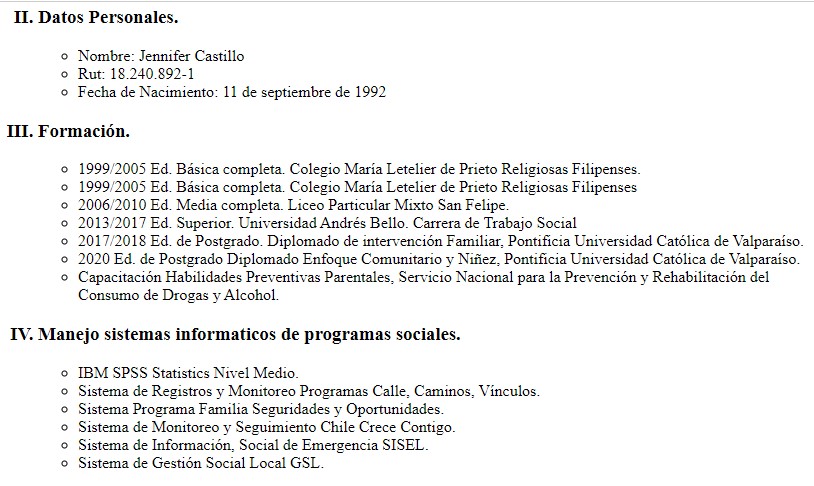 II. Datos Personales.
Nombre: Jennifer Castillo
Rut: 18.240.892-1
Fecha de Nacimiento: 11 de septiembre de 1992
III. Formación.
1999/2005 Ed. Básica completa. Colegio María Letelier de Prieto Religiosas Filipenses.
1999/2005 Ed. Básica completa. Colegio María Letelier de Prieto Religiosas Filipenses
2006/2010 Ed. Media completa. Liceo Particular Mixto San Felipe.
2013/2017 Ed. Superior. Universidad Andrés Bello. Carrera de Trabajo Social
2017/2018 Ed. de Postgrado. Diplomado de intervención Familiar, Pontificia Universidad Católica de Valparaíso.
2020 Ed. de Postgrado Diplomado Enfoque Comunitario y Niñez, Pontificia Universidad Católica de Valparaíso.
Capacitación Habilidades Preventivas Parentales, Servicio Nacional para la Prevención y Rehabilitación del
Consumo de Drogas y Alcohol.
IV. Manejo sistemas informaticos de programas sociales.
IBM SPSS Statistics Nivel Medio.
Sistema de Registros y Monitoreo Programas Calle, Caminos, Vínculos.
Sistema Programa Familia Seguridades y Oportunidades.
Sistema de Monitoreo y Seguimiento Chile Crece Contigo.
Sistema de Información, Social de Emergencia SISEL.
Sistema de Gestión Social Local GSL.